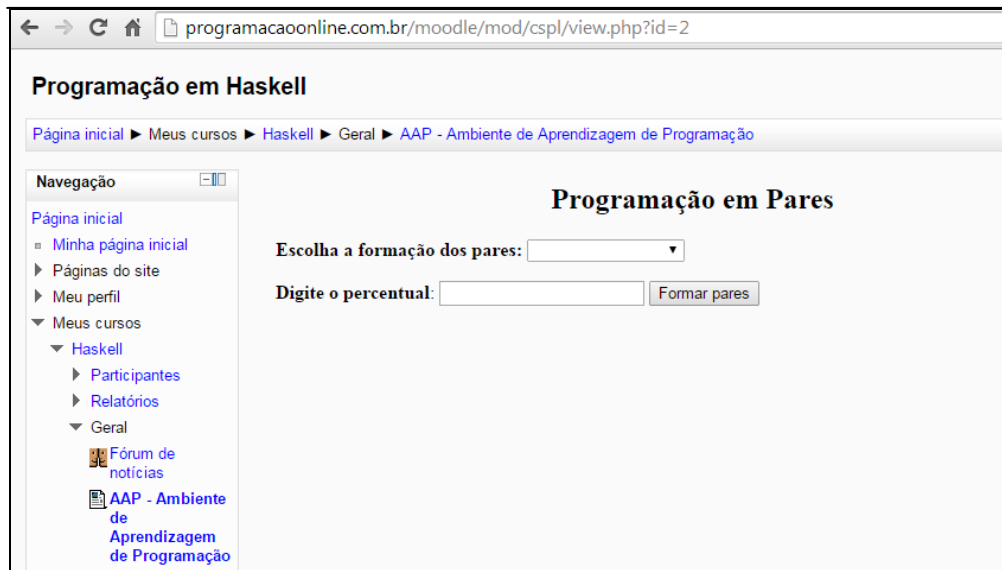 programacaoonline.com.br/moodle/mod/cspl/view.php?id=2
Programação em Haskell
Página inicial ► Meus cursos ► Haskell ► Geral ► AAP - Ambiente de Aprendizagem de Programação
Navegação
Página inicial
Minha página inicial
Páginas do site
Meu perfil
Meus cursos
Haskell
Participantes
Relatórios
Geral
Fórum de
notícias
AAP - Ambiente
de
Aprendizagem
de Programação
Programação em Pares
Escolha a formação dos pares:
Digite o percentual: Formar pares